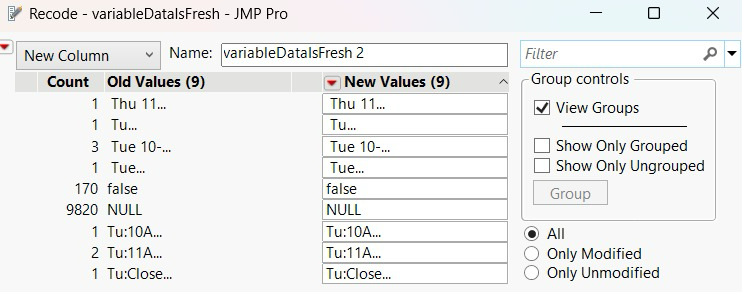 Recode - variableDataIsFresh - JMP Pro
New Column Name: variableDataIsFresh 2
Filter
Count Old Values (9) New Values (9)
1 Thu 11... Thu 11...
1 Tu... Tu...
3 Tue 10-... Tue 10-...
1 Tue... Tue...
170 false false
9820 NULL NULL
1 Tu:10A... Tu:10A...
2 Tu:11A... Tu:11A...
1 Tu:Close... Tu:Close...
Group controls
View Groups
Show Only Grouped
Show Only Ungrouped
Group
All
Only Modified
Only Unmodified